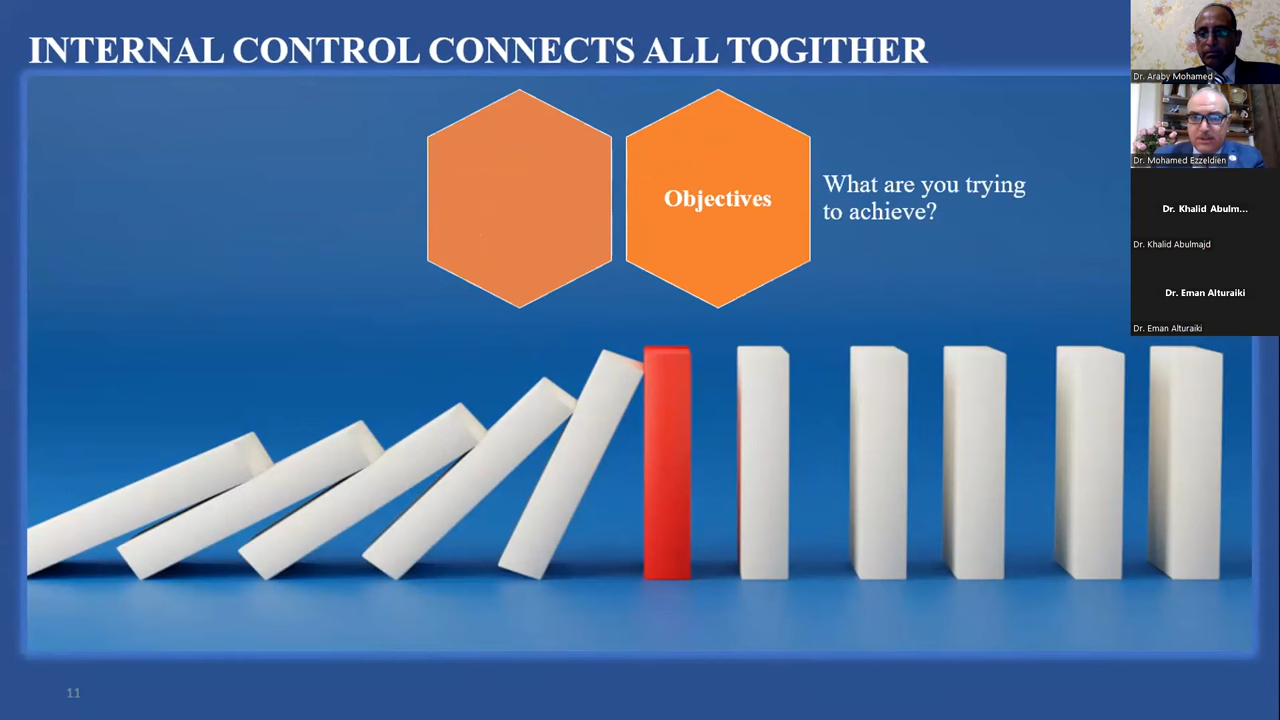 INTERNAL CONTROL CONNECTS ALL TOGITHER
Objectives
What are you trying
to achieve?
Dr. Araby Mohamed
Dr. Mohamed Ezzeldien
Dr. Khalid Abulm...
Dr. Khalid Abulmajd
Dr. Eman Alturaiki
Dr. Eman Alturaiki
11